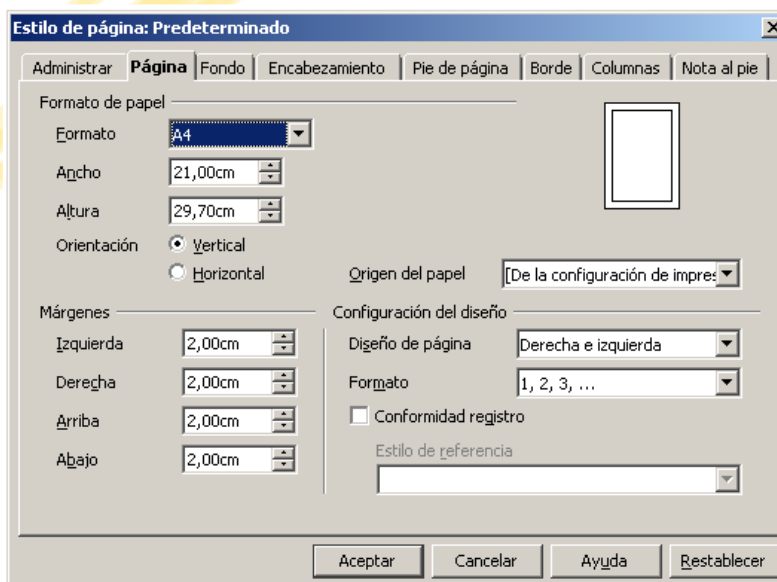 Estilo de página: Predeterminado
Administrar Página Fondo Encabezamiento Pie de página Borde Columnas Nota al pie
Formato de papel
Formato A4
Ancho 21,00cm
Altura 29,70cm
Orientación Vertical
Horizontal Origen del papel [De la configuración de impres
Márgenes Configuración del diseño
Izquierda 2,00cm Diseño de página Derecha e izquierda
Derecha 2,00cm Formato 1, 2, 3, ...
Arriba 2,00cm Conformidad registro
Abajo 2,00cm Estilo de referencia
Aceptar Cancelar Ayuda Restablecer